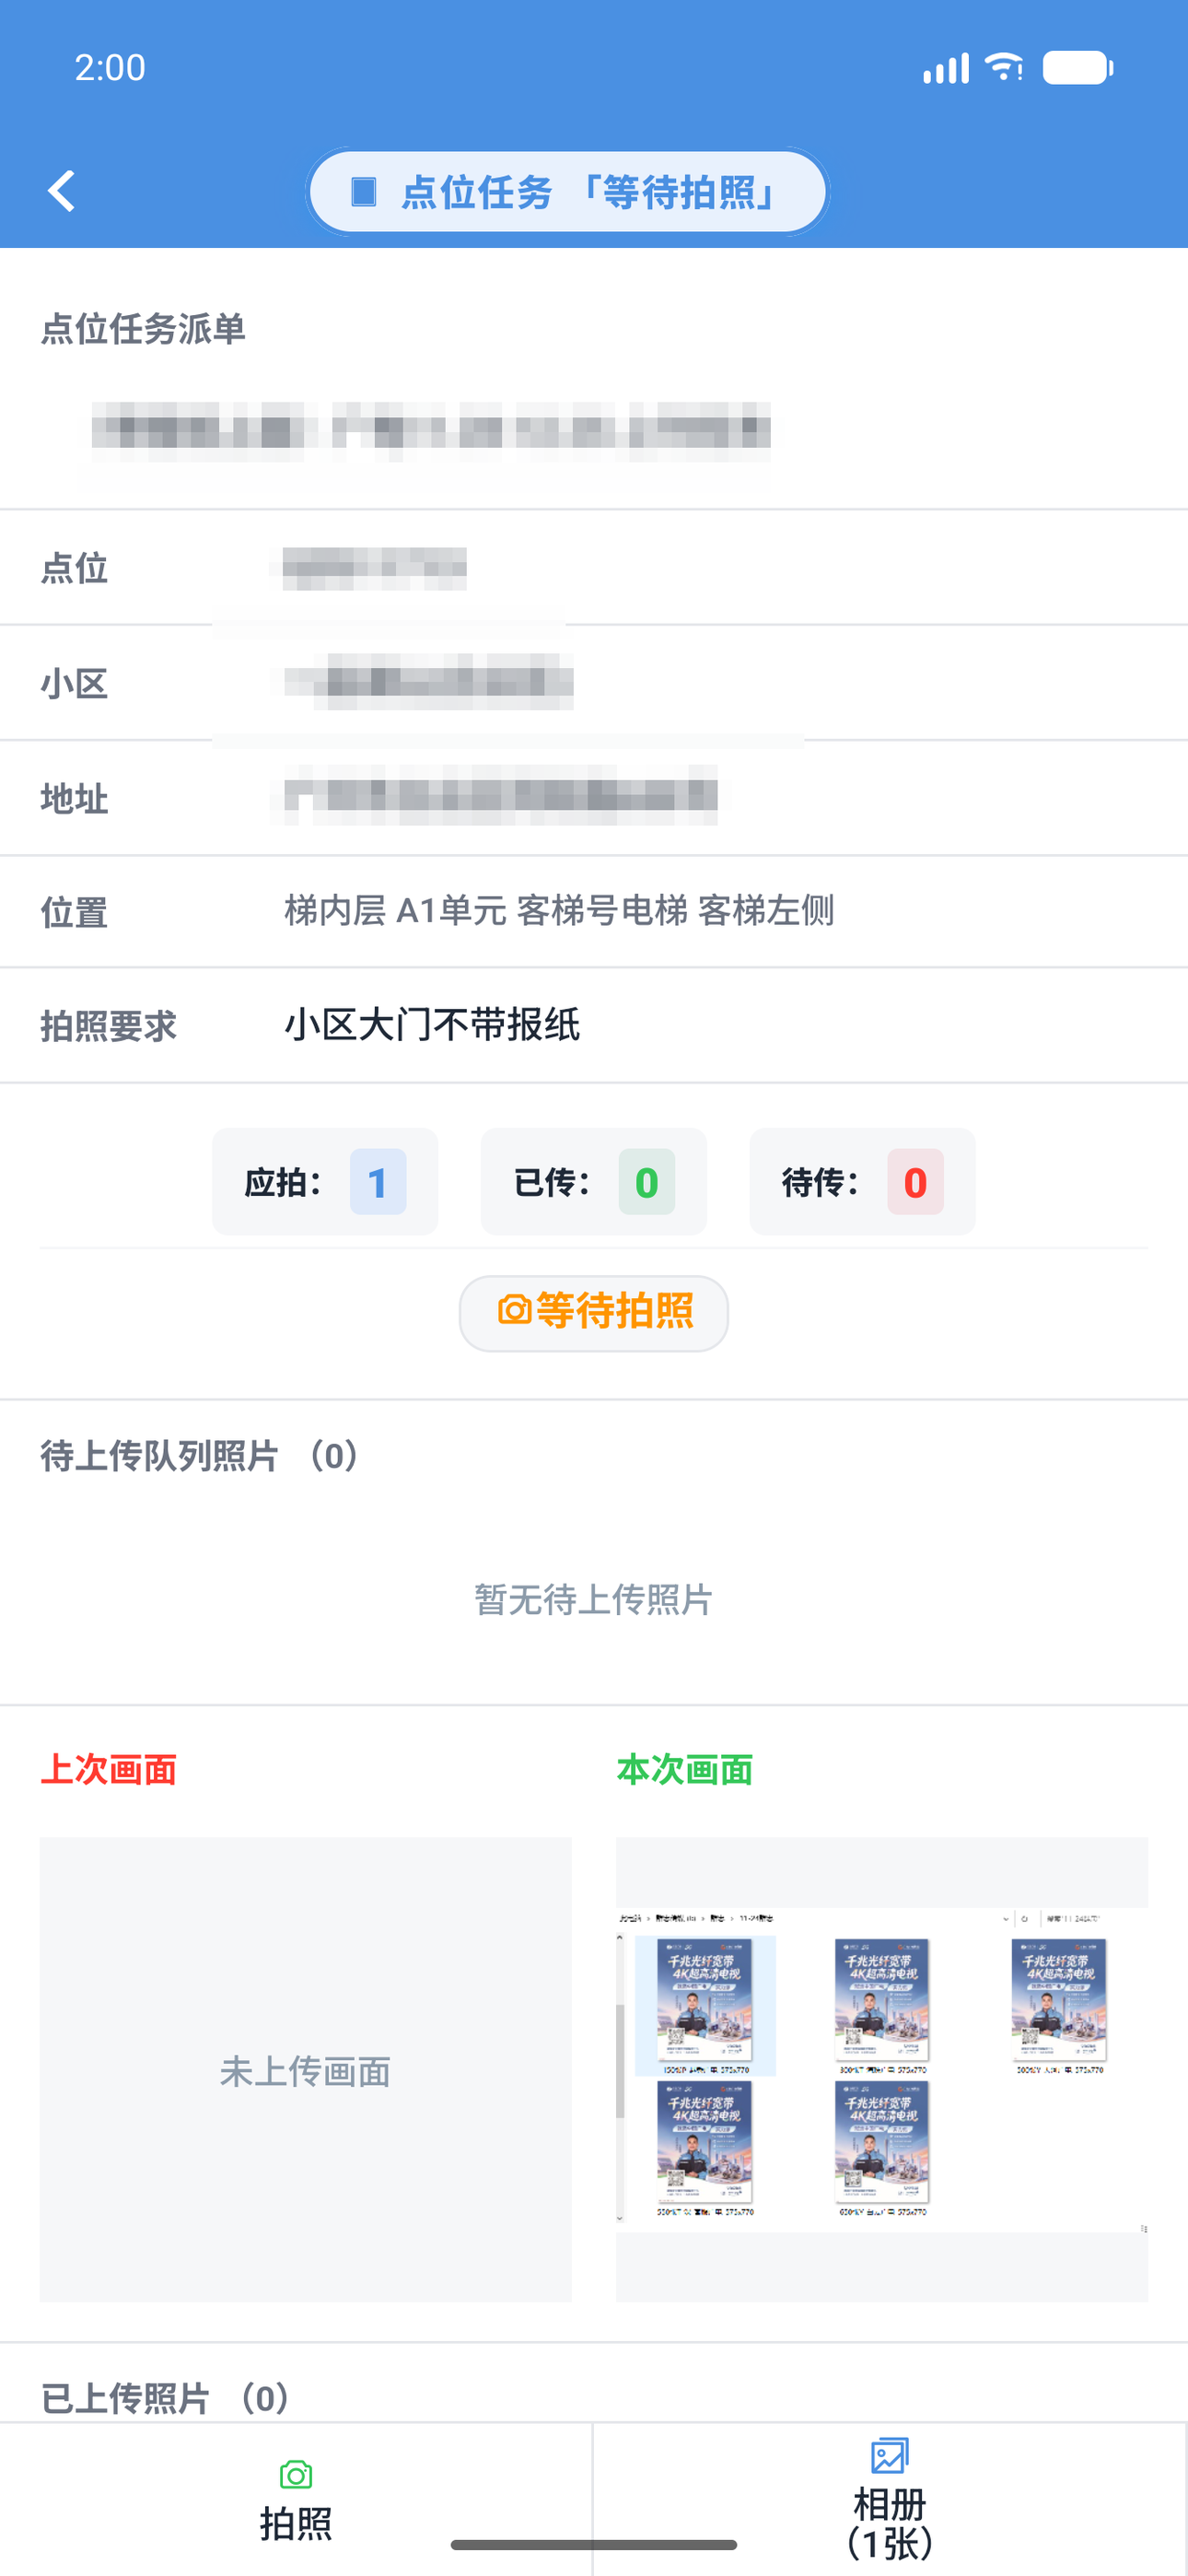 2:00
点位任务 「等待拍照」
点位任务派单
点位
小区
地址
位置 梯内层 A1单元 客梯号电梯 客梯左侧
拍照要求 小区大门不带报纸
应拍: 1 已传: 0 待传: 0
等待拍照
待上传队列照片 （0）
暂无待上传照片
上次画面 本次画面
未上传画面
千兆光纤宽带 千兆光纤宽带 千兆光纤宽带
4K超高清电视 4K超高清电视 4K超高清电视
千兆光纤宽带 千兆光纤宽带
4K超高清电视 4K超高清电视
已上传照片 （0）
拍照 相册
（1张）